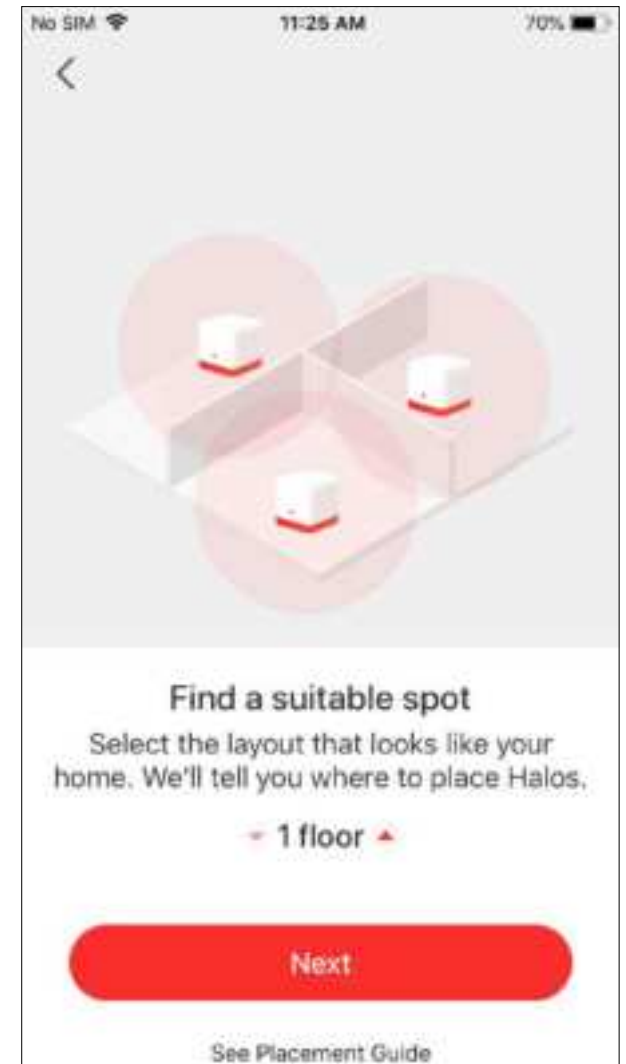 No SIM 11:25 AM 70%
Find a suitable spot
Select the layout that looks like your
home. We'll tell you where to place Halos.
1 floor
Next
See Placement Guide